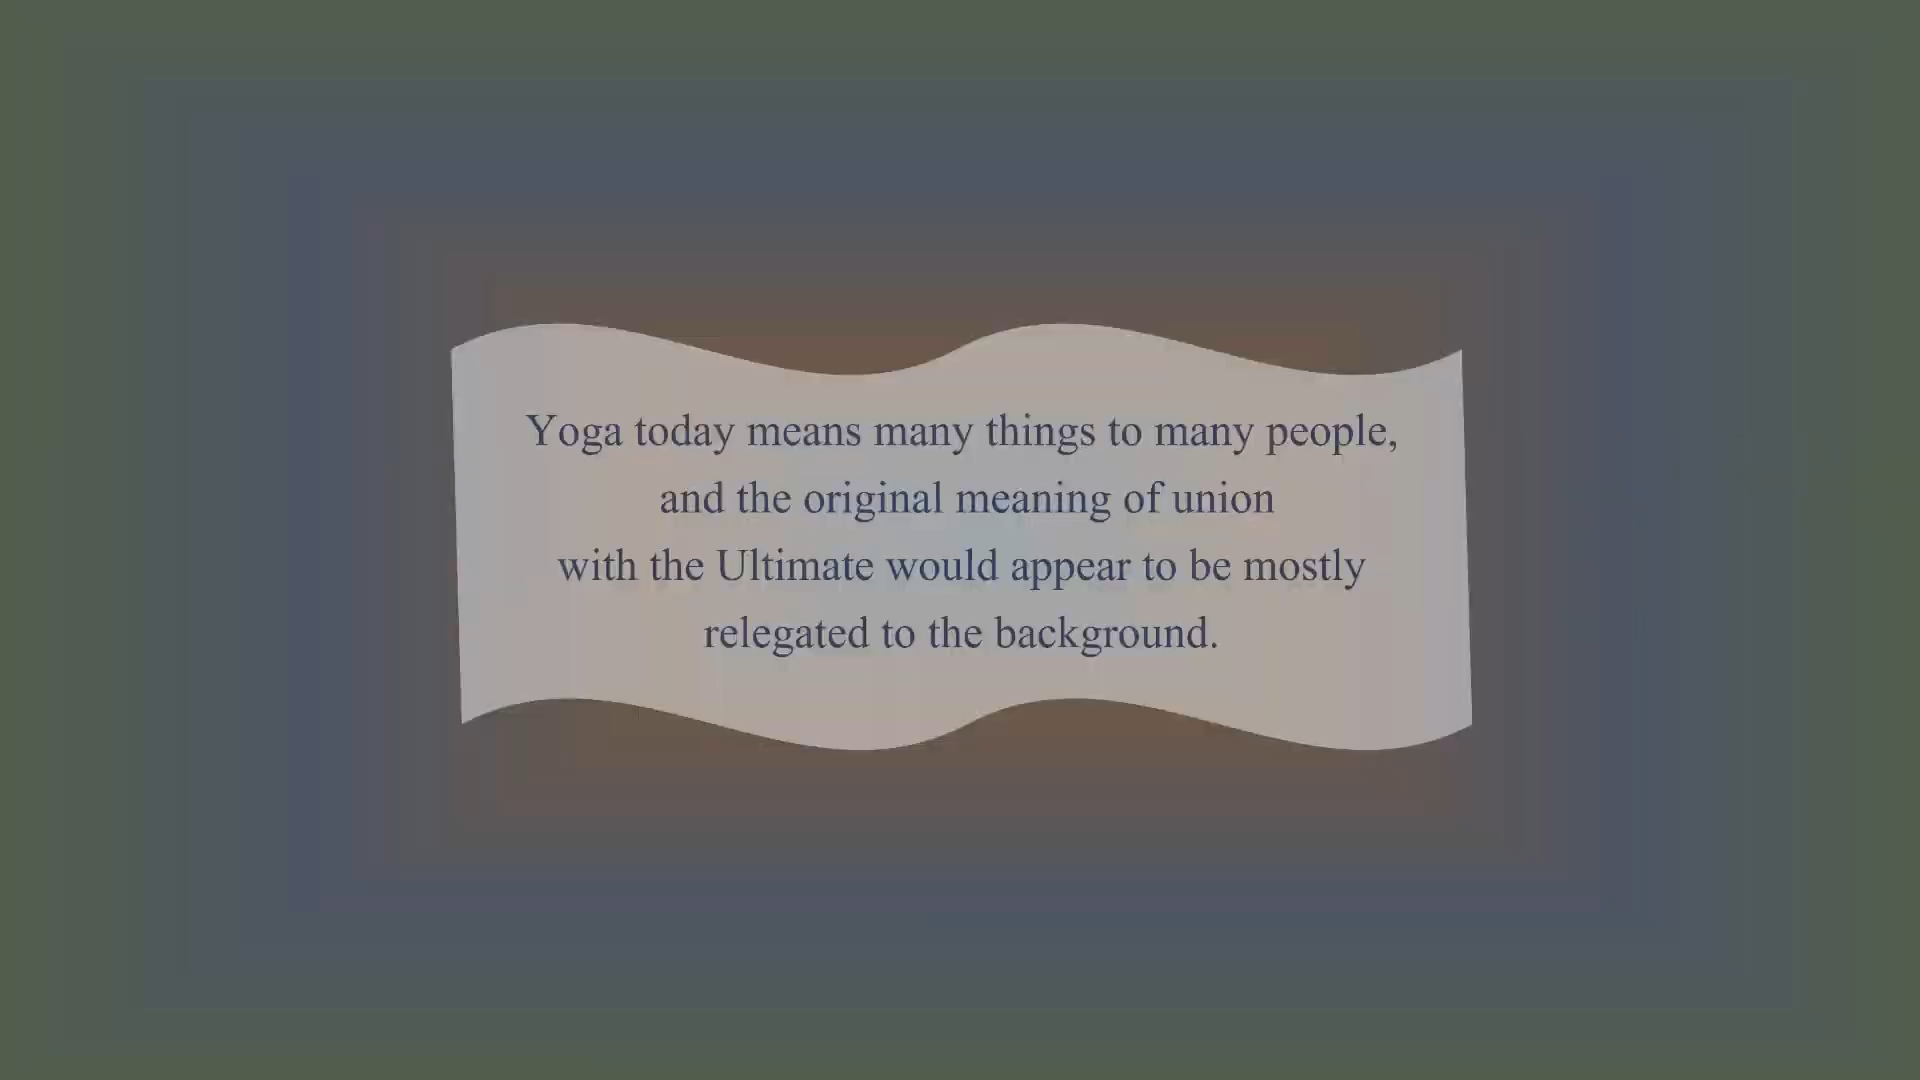 Yoga today means many things to many people,
and the original meaning of union
with the Ultimate would appear to be mostly
relegated to the background.